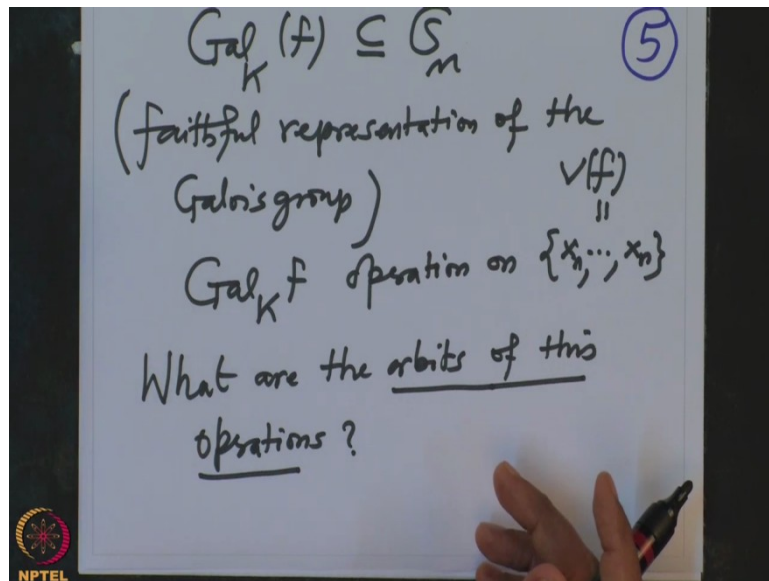 Gal_K (f) ⊆ S_n
5
(faithful representation of the
Galois group)
V(f)
=
Gal_K f operation on {x_n, ..., x_n}
What are the orbits of this
operations ?
NPTEL